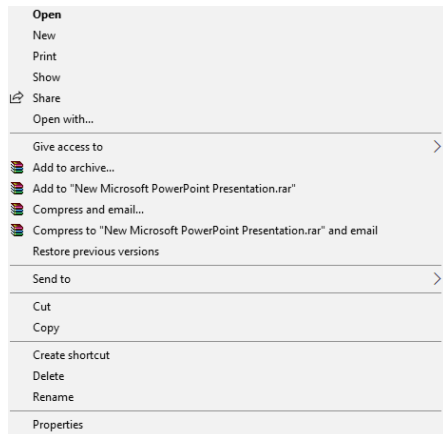 Open
New
Print
Show
Share
Open with...
Give access to
Add to archive...
Add to "New Microsoft PowerPoint Presentation.rar"
Compress and email...
Compress to "New Microsoft PowerPoint Presentation.rar" and email
Restore previous versions
Send to
Cut
Copy
Create shortcut
Delete
Rename
Properties